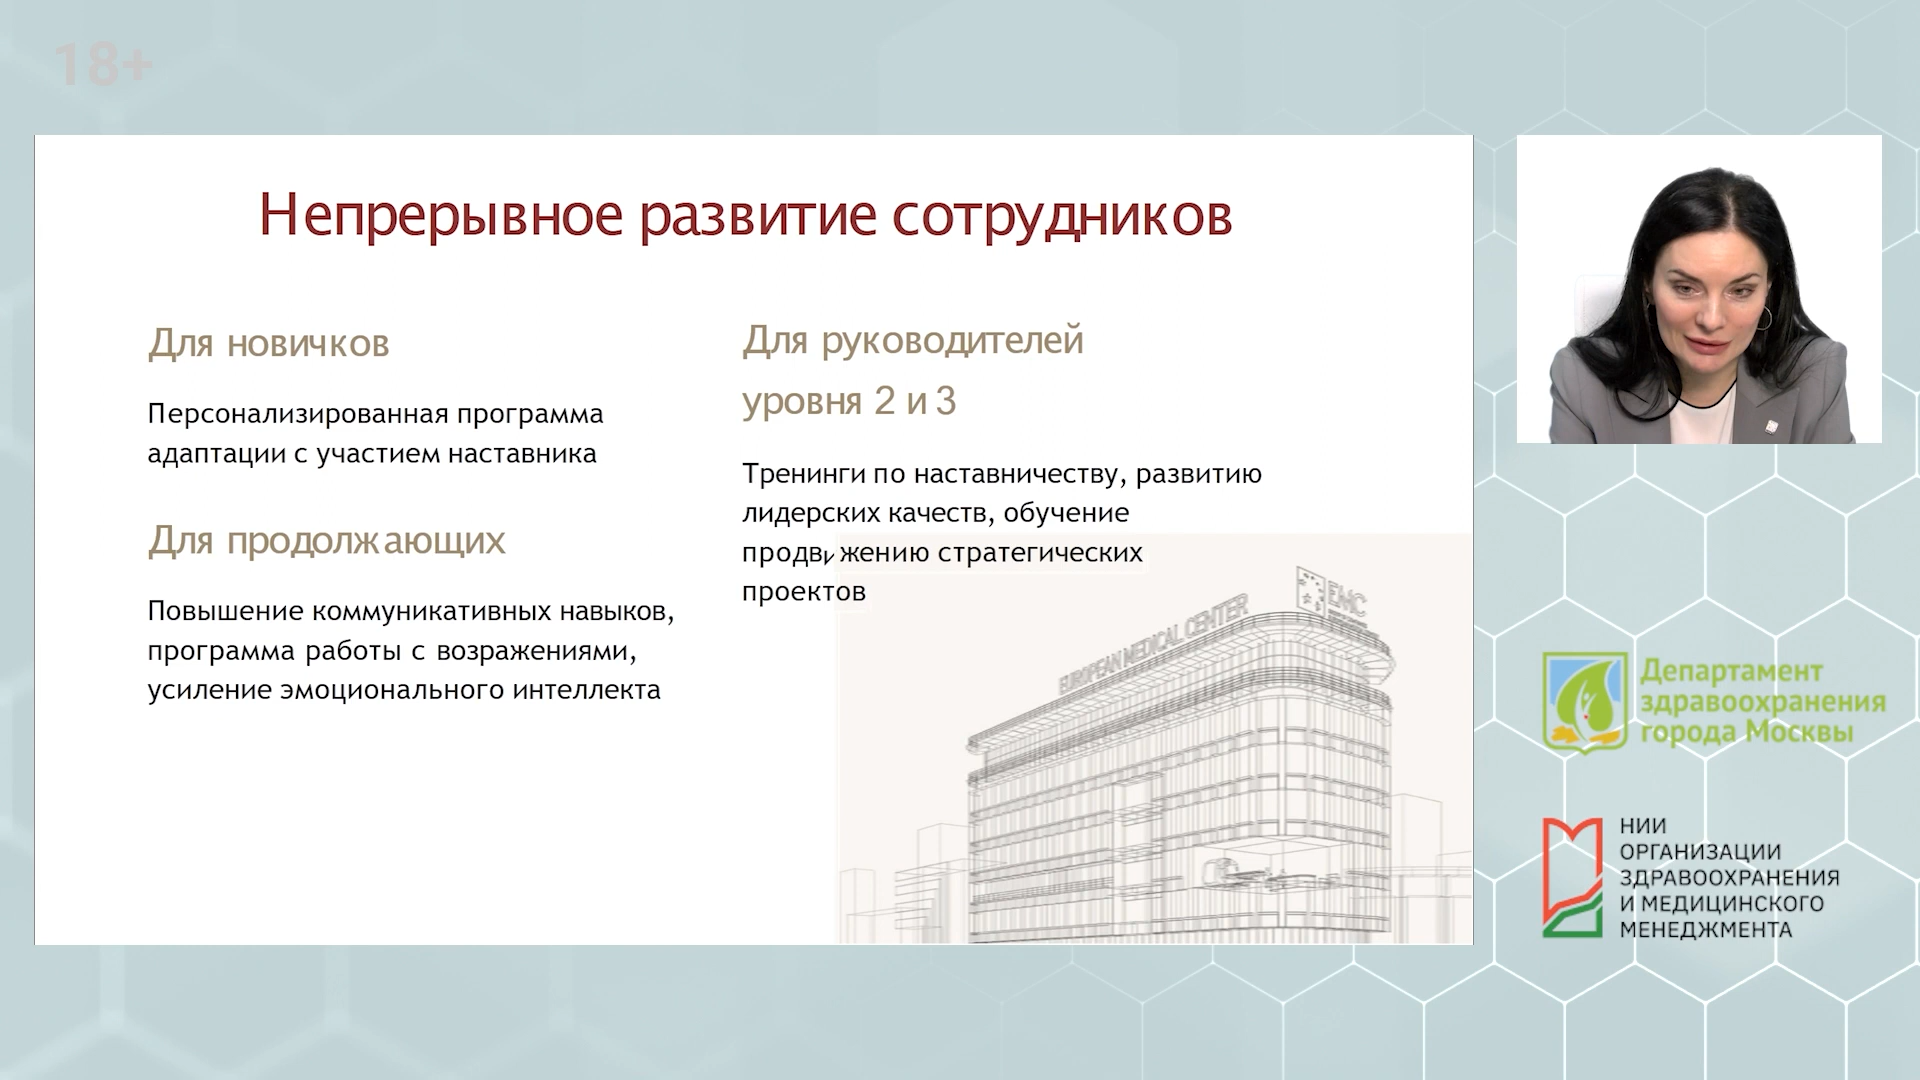 18+
Непрерывное развитие сотрудников
Для новичков
Персонализированная программа
адаптации с участием наставника
Для продолжающих
Повышение коммуникативных навыков,
программа работы с возражениями,
усиление эмоционального интеллекта
Для руководителей
уровня 2 и 3
Тренинги по наставничеству, развитию
лидерских качеств, обучение
продвижению стратегических
проектов
EUROPEAN MEDICAL CENTER
EMC
Департамент
здравоохранения
города Москвы
НИИ
ОРГАНИЗАЦИИ
ЗДРАВООХРАНЕНИЯ
И МЕДИЦИНСКОГО
МЕНЕДЖМЕНТА